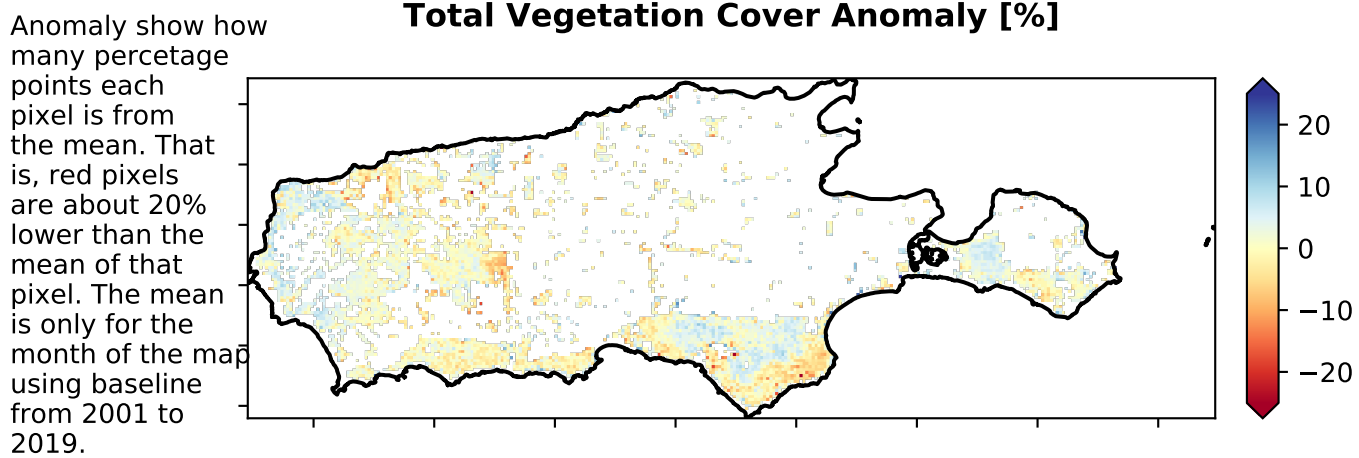 Total Vegetation Cover Anomaly [%]
Anomaly show how
many percetage
points each
pixel is from
the mean. That
is, red pixels
are about 20%
lower than the
mean of that
pixel. The mean
is only for the
month of the map
using baseline
from 2001 to
2019.
20
10
0
−10
−20